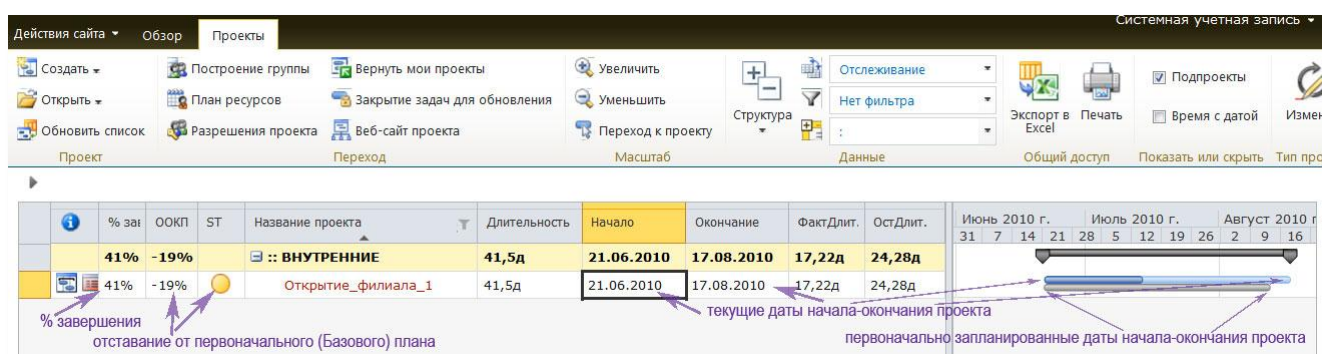 Системная учетная запись
Действия сайта Обзор Проекты
Создать Построение группы Вернуть мои проекты Увеличить Отслеживание Подпроекты
Открыть План ресурсов Закрытие задач для обновления Уменьшить Структура Нет фильтра Экспорт в Excel Печать Время с датой Измен
Обновить список Разрешения проекта Веб-сайт проекта Переход к проекту :
Проект Переход Масштаб Данные Общий доступ Показать или скрыть Тип про
% заι ООКП ST Название проекта Длительность Начало Окончание ФактДлит. ОстДлит. Июнь 2010 г. Июль 2010 г. Август 2010 г
31 7 14 21 28 5 12 19 26 2 9 16
41% -19% :: ВНУТРЕННИЕ 41,5д 21.06.2010 17.08.2010 17,22д 24,28д
41% -19% Открытие_филиала_1 41,5д 21.06.2010 17.08.2010 17,22д 24,28д
% завершения текущие даты начала-окончания проекта
отставание от первоначального (Базового) плана первоначально запланированные даты начала-окончания проекта